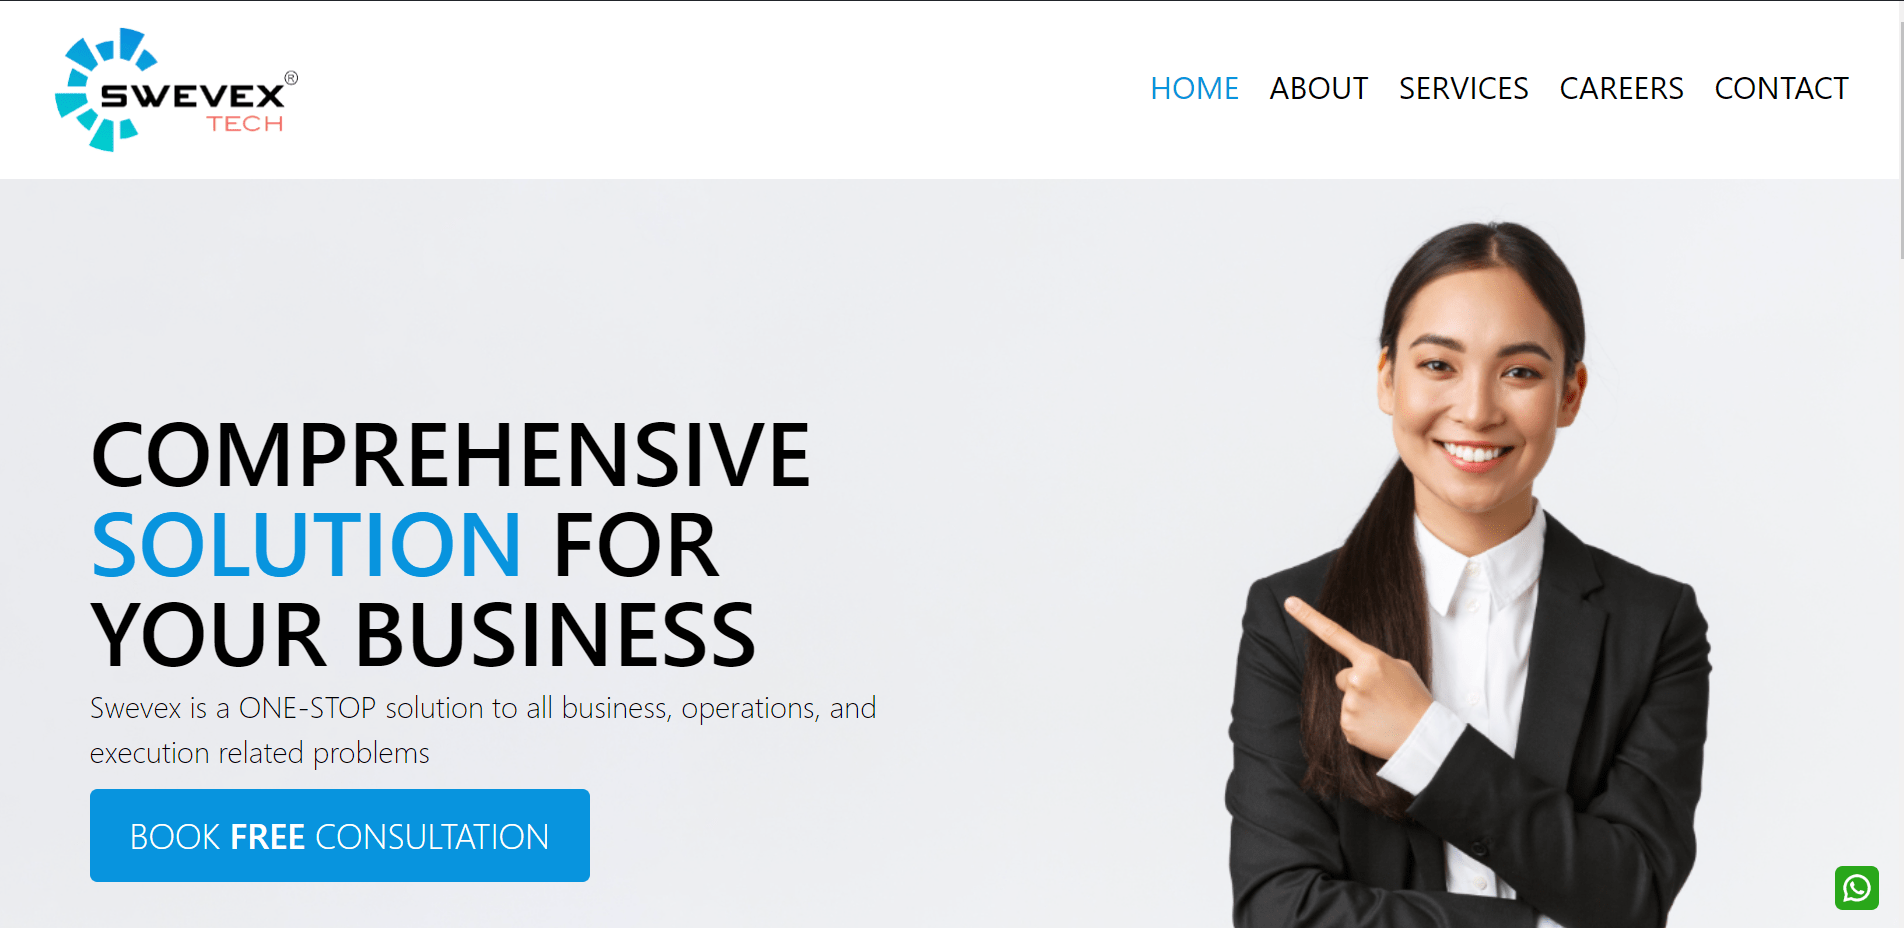 SWEVEX®
TECH
HOME ABOUT SERVICES CAREERS CONTACT
COMPREHENSIVE
SOLUTION FOR
YOUR BUSINESS
Swevex is a ONE-STOP solution to all business, operations, and
execution related problems
BOOK FREE CONSULTATION